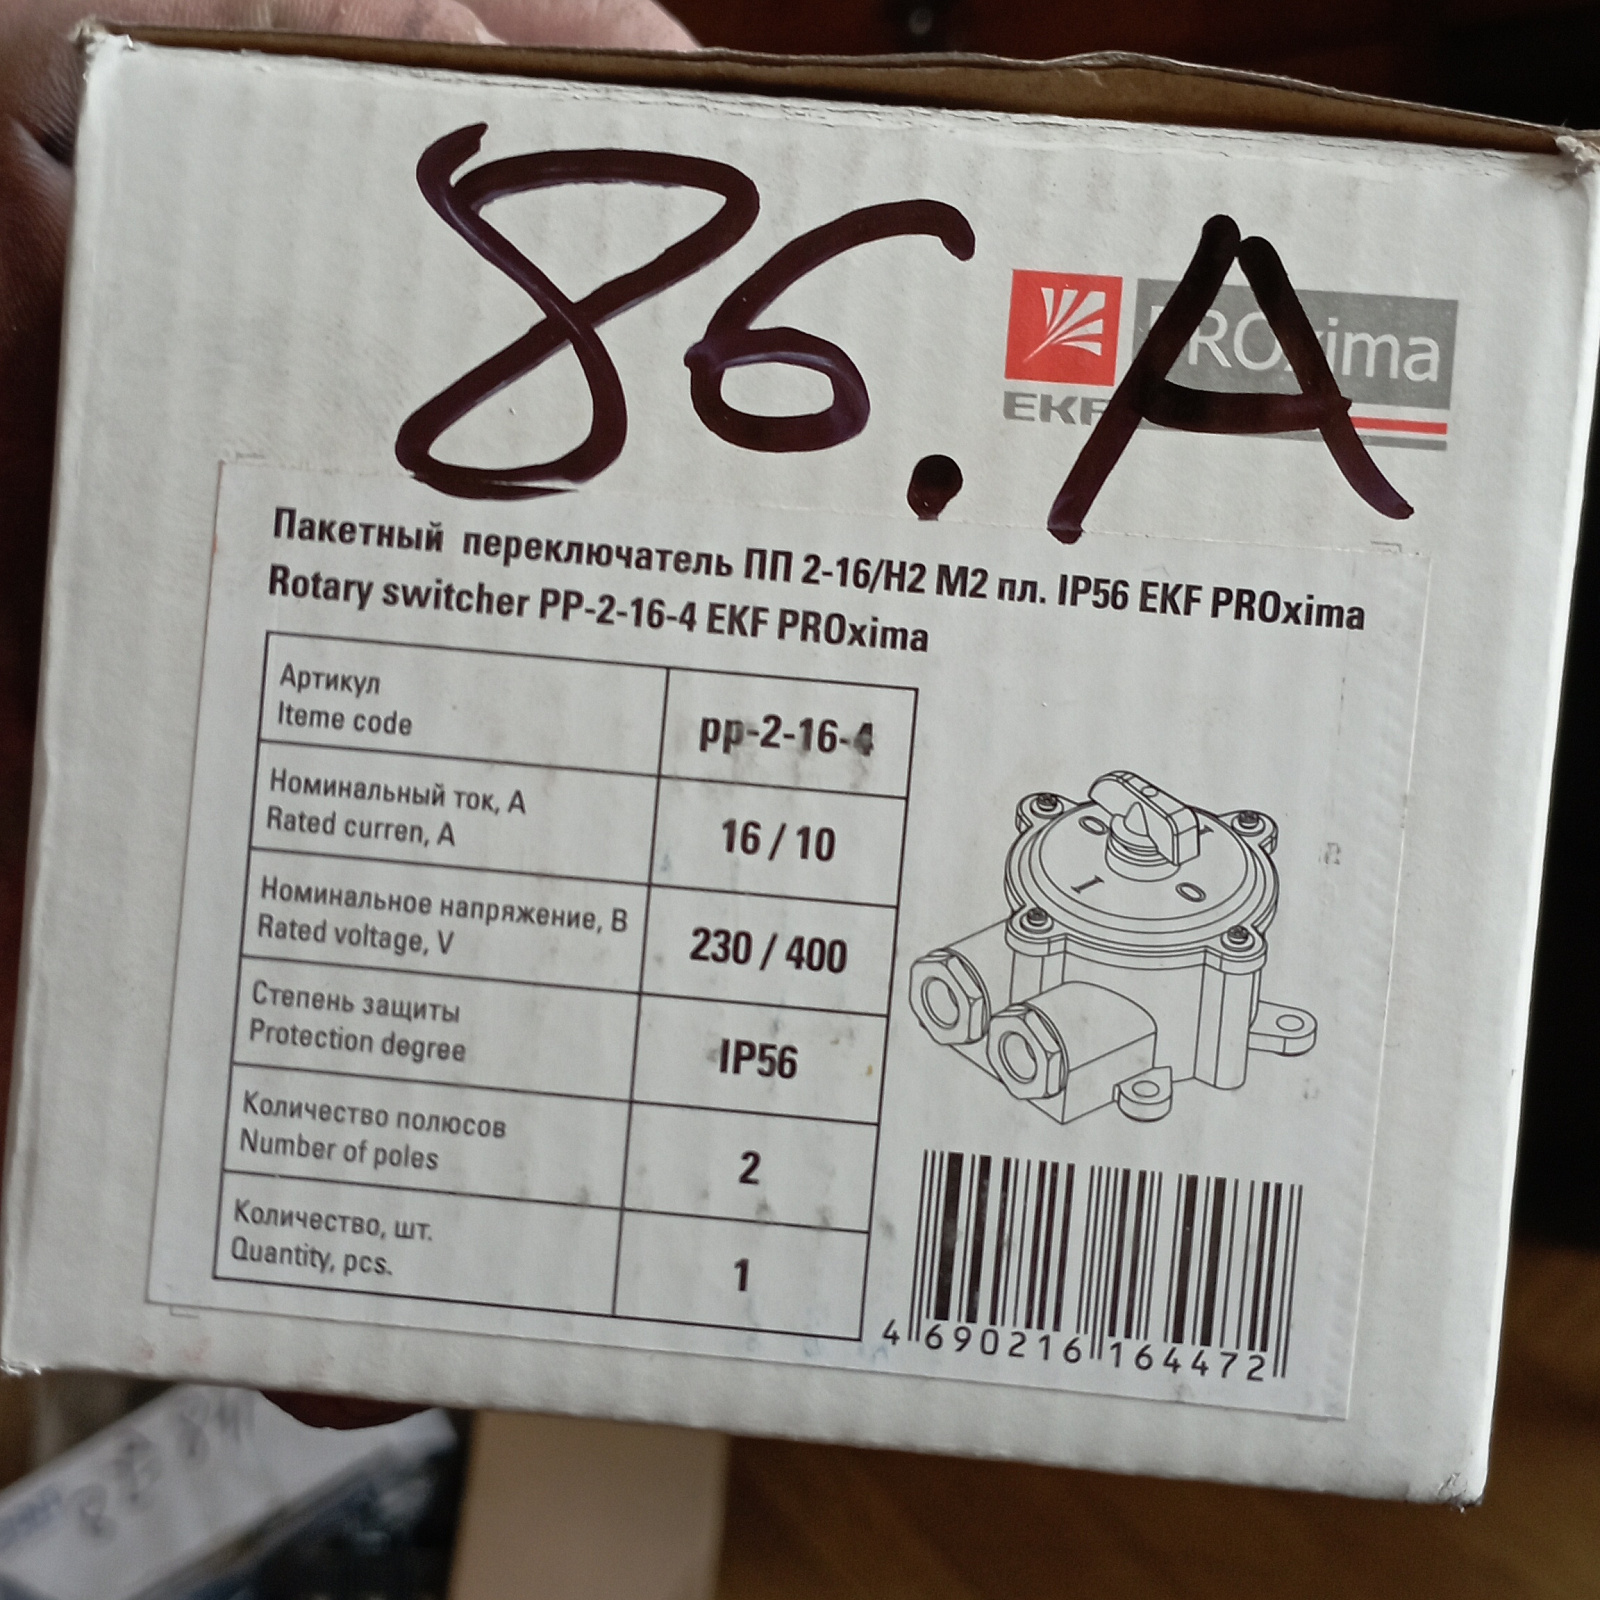 86.A
EKF PROxima
Пакетный переключатель ПП 2-16/Н2 М2 пл. IP56 EKF PROxima
Rotary switcher PP-2-16-4 EKF PROxima
Артикул
Iteme code
pp-2-16-4
Номинальный ток, А
Rated curren, A
16 / 10
Номинальное напряжение, В
Rated voltage, V
230 / 400
Степень защиты
Protection degree
IP56
Количество полюсов
Number of poles
2
Количество, шт.
Quantity, pcs.
1
I O I O
4 690216 164472